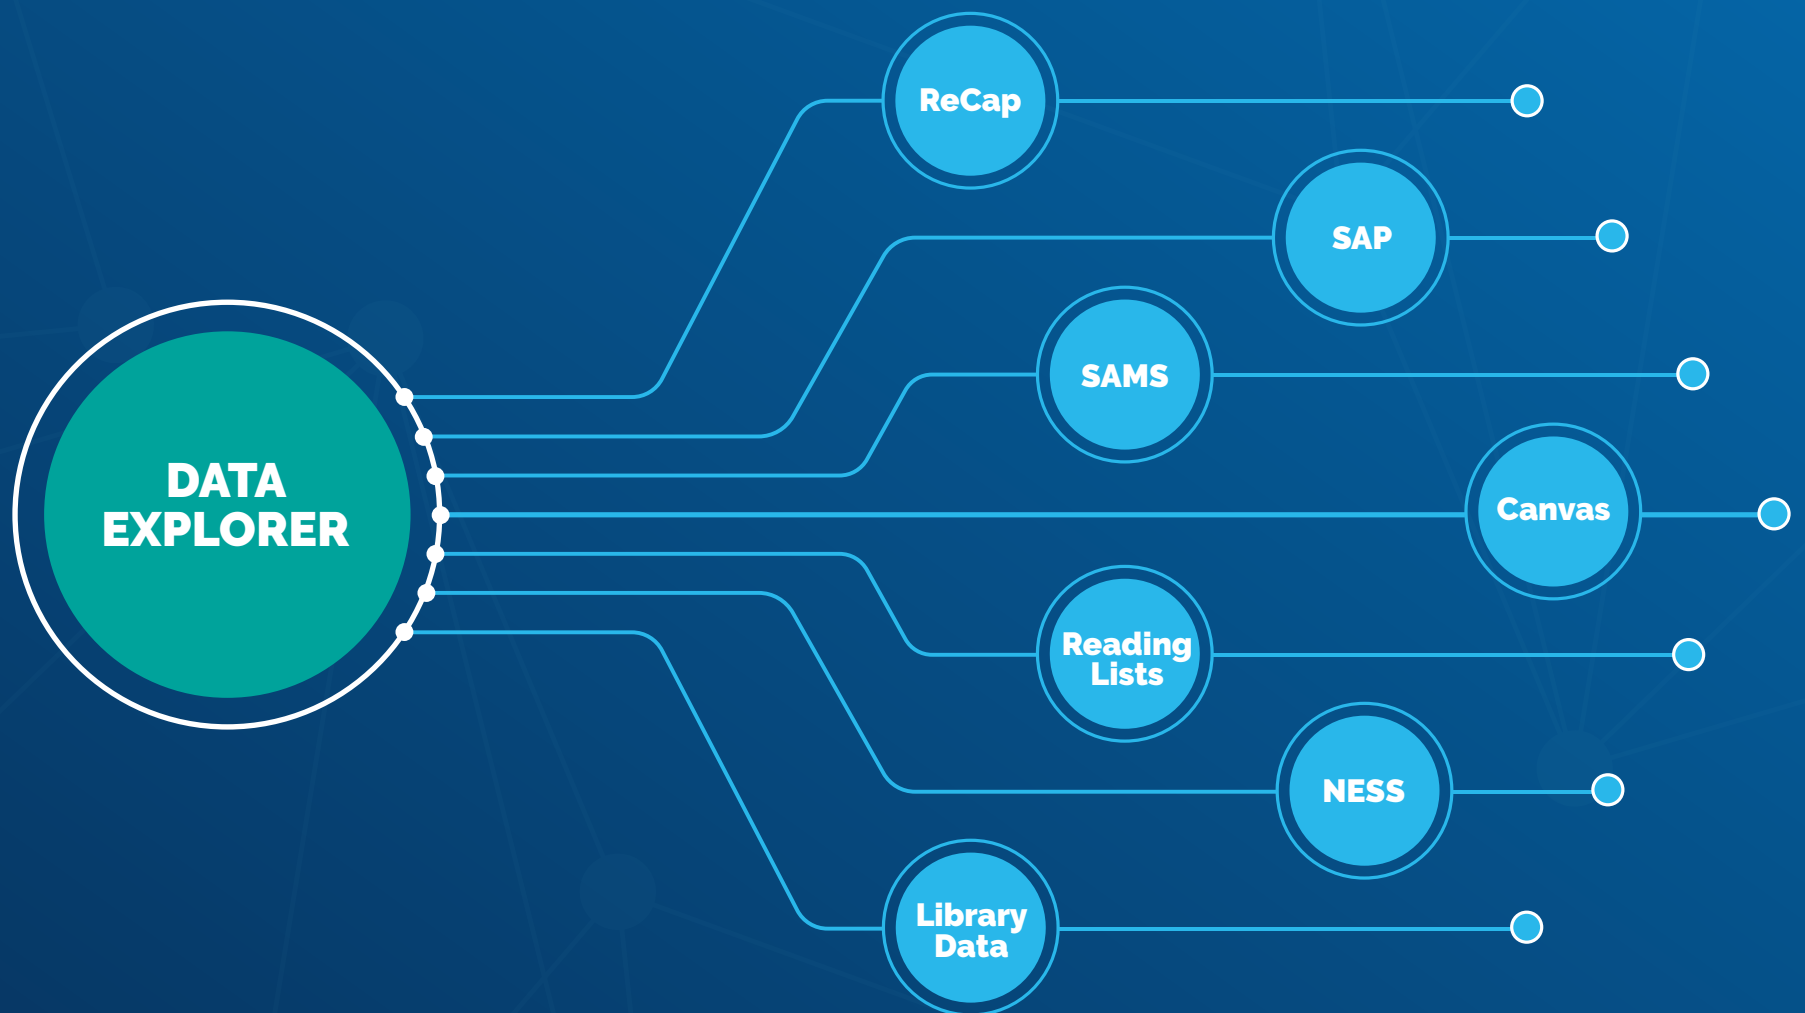 DATA
EXPLORER
ReCap
SAP
SAMS
Canvas
Reading
Lists
NESS
Library
Data